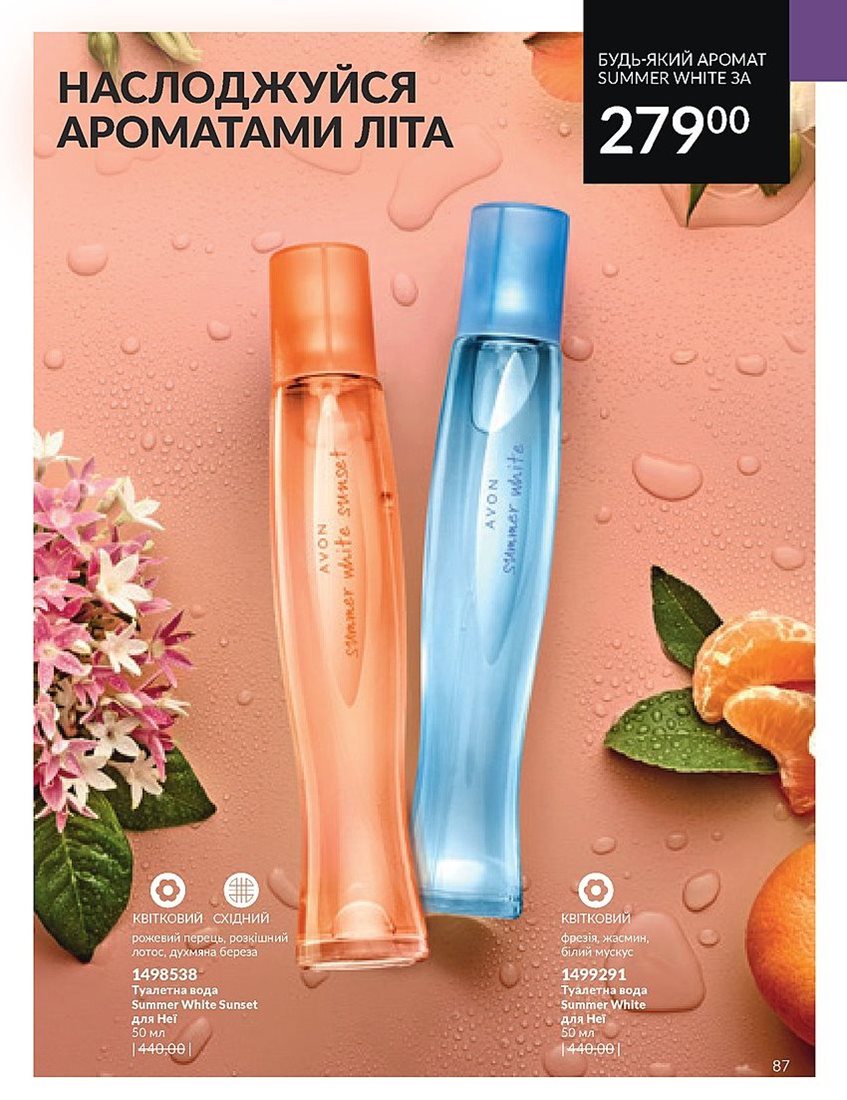 НАСЛОДЖУЙСЯ
АРОМАТАМИ ЛІТА
БУДЬ-ЯКИЙ АРОМАТ
SUMMER WHITE ЗА
279⁰⁰
AVON
summer white sunset
AVON
summer white
КВІТКОВИЙ СХІДНИЙ
рожевий перець, розкішний
лотос, духмяна береза
1498538
Туалетна вода
Summer White Sunset
для Неї
50 мл
|440,00|
КВІТКОВИЙ
фрезія, жасмин,
білий мускус
1499291
Туалетна вода
Summer White
для Неї
50 мл
|440,00|
87